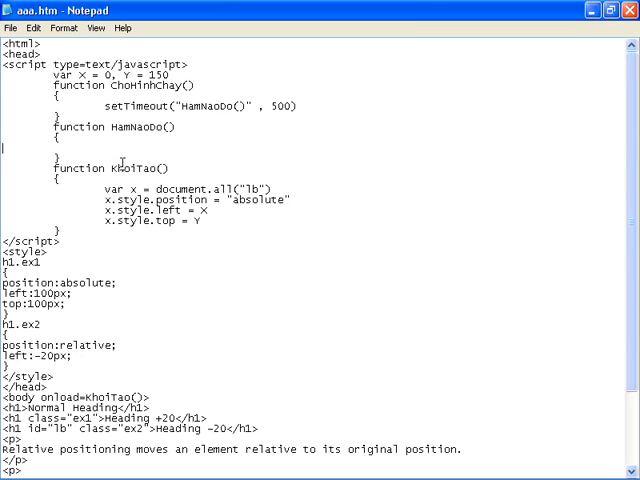 aaa.htm - Notepad
File Edit Format View Help
<html>
<head>
<script type=text/javascript>
var X = 0, Y = 150
function ChoHinhChay()
{
setTimeout("HamNaoDo()" , 500)
}
function HamNaoDo()
{
}
function KhoiTao()
{
var x = document.all("lb")
x.style.position = "absolute"
x.style.left = X
x.style.top = Y
}
</script>
<style>
h1.ex1
{
position:absolute;
left:100px;
top:100px;
}
h1.ex2
{
position:relative;
left:-20px;
}
</style>
</head>
<body onload=KhoiTao()>
<h1>Normal Heading</h1>
<h1 class="ex1">Heading +20</h1>
<h1 id="lb" class="ex2">Heading -20</h1>
<p>
Relative positioning moves an element relative to its original position.
</p>
<p>